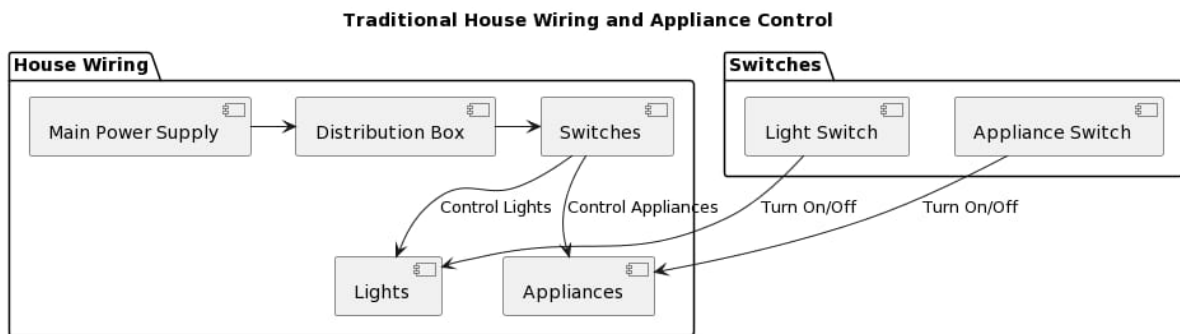 Traditional House Wiring and Appliance Control
House Wiring
Switches
Main Power Supply
Distribution Box
Switches
Light Switch
Appliance Switch
Control Lights
Control Appliances
Turn On/Off
Turn On/Off
Lights
Appliances